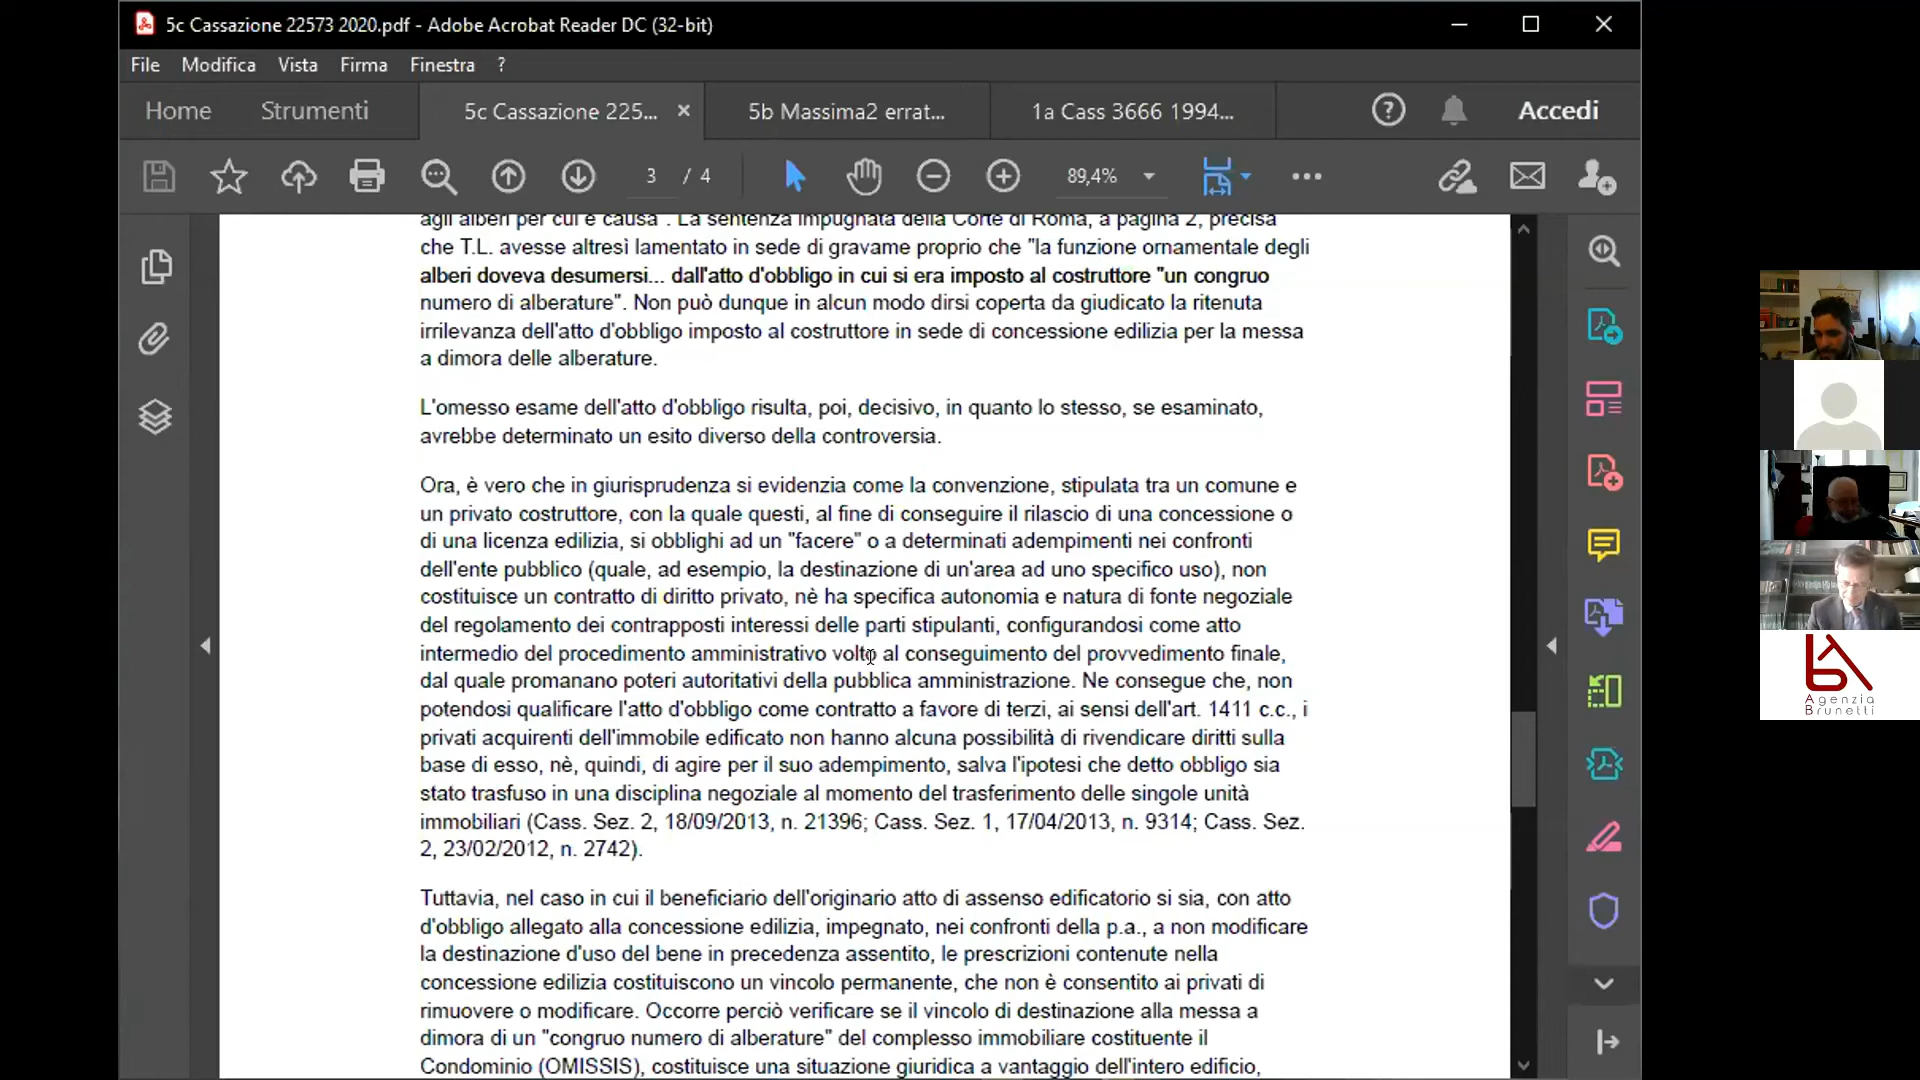 5c Cassazione 22573 2020.pdf - Adobe Acrobat Reader DC (32-bit)
File Modifica Vista Firma Finestra ?
Home Strumenti 5c Cassazione 225... 5b Massima2 errat... 1a Cass 3666 1994... Accedi
3 / 4 89,4%
agli alberi per cui è causa". La sentenza impugnata della Corte di Roma, a pagina 2, precisa
che T.L. avesse altresì lamentato in sede di gravame proprio che "la funzione ornamentale degli
alberi doveva desumersi... dall'atto d'obbligo in cui si era imposto al costruttore "un congruo
numero di alberature". Non può dunque in alcun modo dirsi coperta da giudicato la ritenuta
irrilevanza dell'atto d'obbligo imposto al costruttore in sede di concessione edilizia per la messa
a dimora delle alberature.
L'omesso esame dell'atto d'obbligo risulta, poi, decisivo, in quanto lo stesso, se esaminato,
avrebbe determinato un esito diverso della controversia.
Ora, è vero che in giurisprudenza si evidenzia come la convenzione, stipulata tra un comune e
un privato costruttore, con la quale questi, al fine di conseguire il rilascio di una concessione o
di una licenza edilizia, si obblighi ad un "facere" o a determinati adempimenti nei confronti
dell'ente pubblico (quale, ad esempio, la destinazione di un'area ad uno specifico uso), non
costituisce un contratto di diritto privato, nè ha specifica autonomia e natura di fonte negoziale
del regolamento dei contrapposti interessi delle parti stipulanti, configurandosi come atto
intermedio del procedimento amministrativo volto al conseguimento del provvedimento finale,
dal quale promanano poteri autoritativi della pubblica amministrazione. Ne consegue che, non
potendosi qualificare l'atto d'obbligo come contratto a favore di terzi, ai sensi dell'art. 1411 c.c., i
privati acquirenti dell'immobile edificato non hanno alcuna possibilità di rivendicare diritti sulla
base di esso, nè, quindi, di agire per il suo adempimento, salva l'ipotesi che detto obbligo sia
stato trasfuso in una disciplina negoziale al momento del trasferimento delle singole unità
immobiliari (Cass. Sez. 2, 18/09/2013, n. 21396; Cass. Sez. 1, 17/04/2013, n. 9314; Cass. Sez.
2, 23/02/2012, n. 2742).
Tuttavia, nel caso in cui il beneficiario dell'originario atto di assenso edificatorio si sia, con atto
d'obbligo allegato alla concessione edilizia, impegnato, nei confronti della p.a., a non modificare
la destinazione d'uso del bene in precedenza assentito, le prescrizioni contenute nella
concessione edilizia costituiscono un vincolo permanente, che non è consentito ai privati di
rimuovere o modificare. Occorre perciò verificare se il vincolo di destinazione alla messa a
dimora di un "congruo numero di alberature" del complesso immobiliare costituente il
Condominio (OMISSIS), costituisce una situazione giuridica a vantaggio dell'intero edificio,
Agenzia
Brunetti